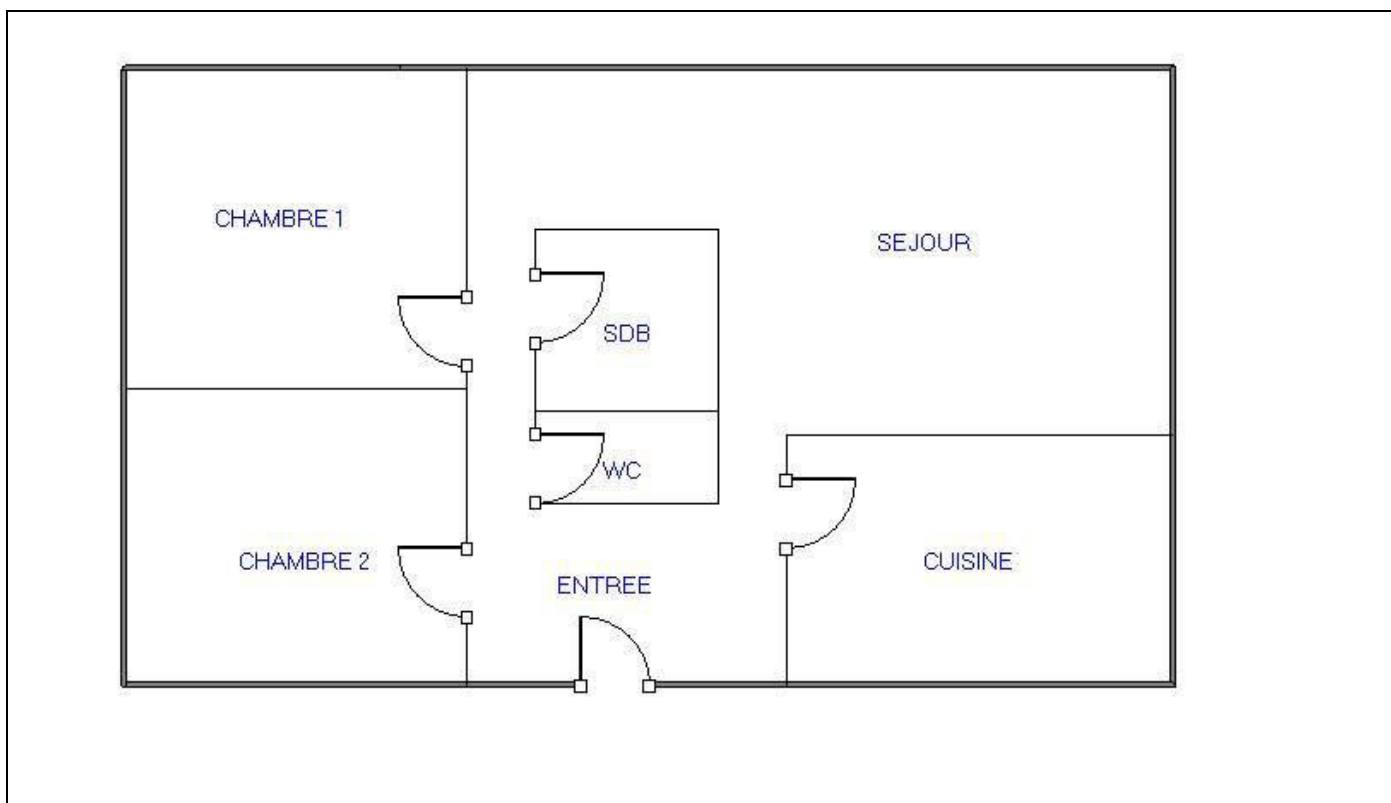 CHAMBRE 1
SEJOUR
SDB
WC
CHAMBRE 2
CUISINE
ENTREE